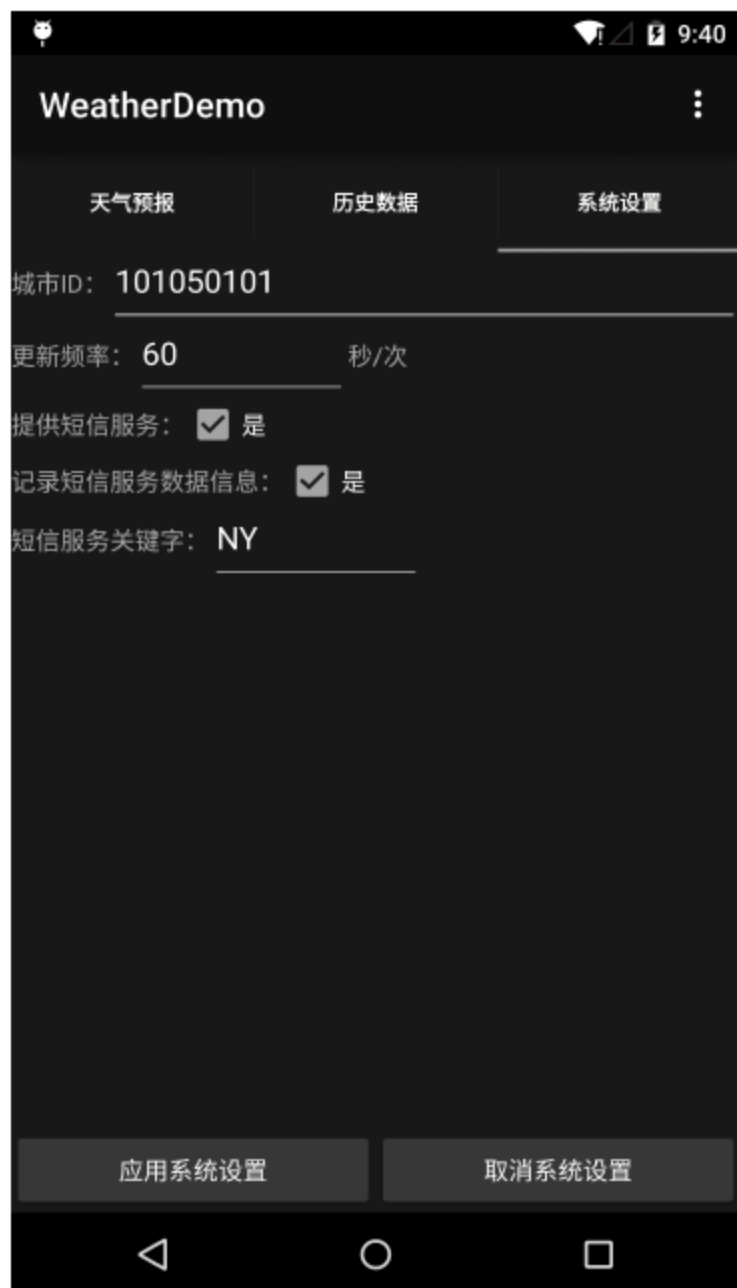 9:40
WeatherDemo
天气预报 历史数据 系统设置
城市ID： 101050101
更新频率： 60 秒/次
提供短信服务： 是
记录短信服务数据信息： 是
短信服务关键字： NY
应用系统设置 取消系统设置